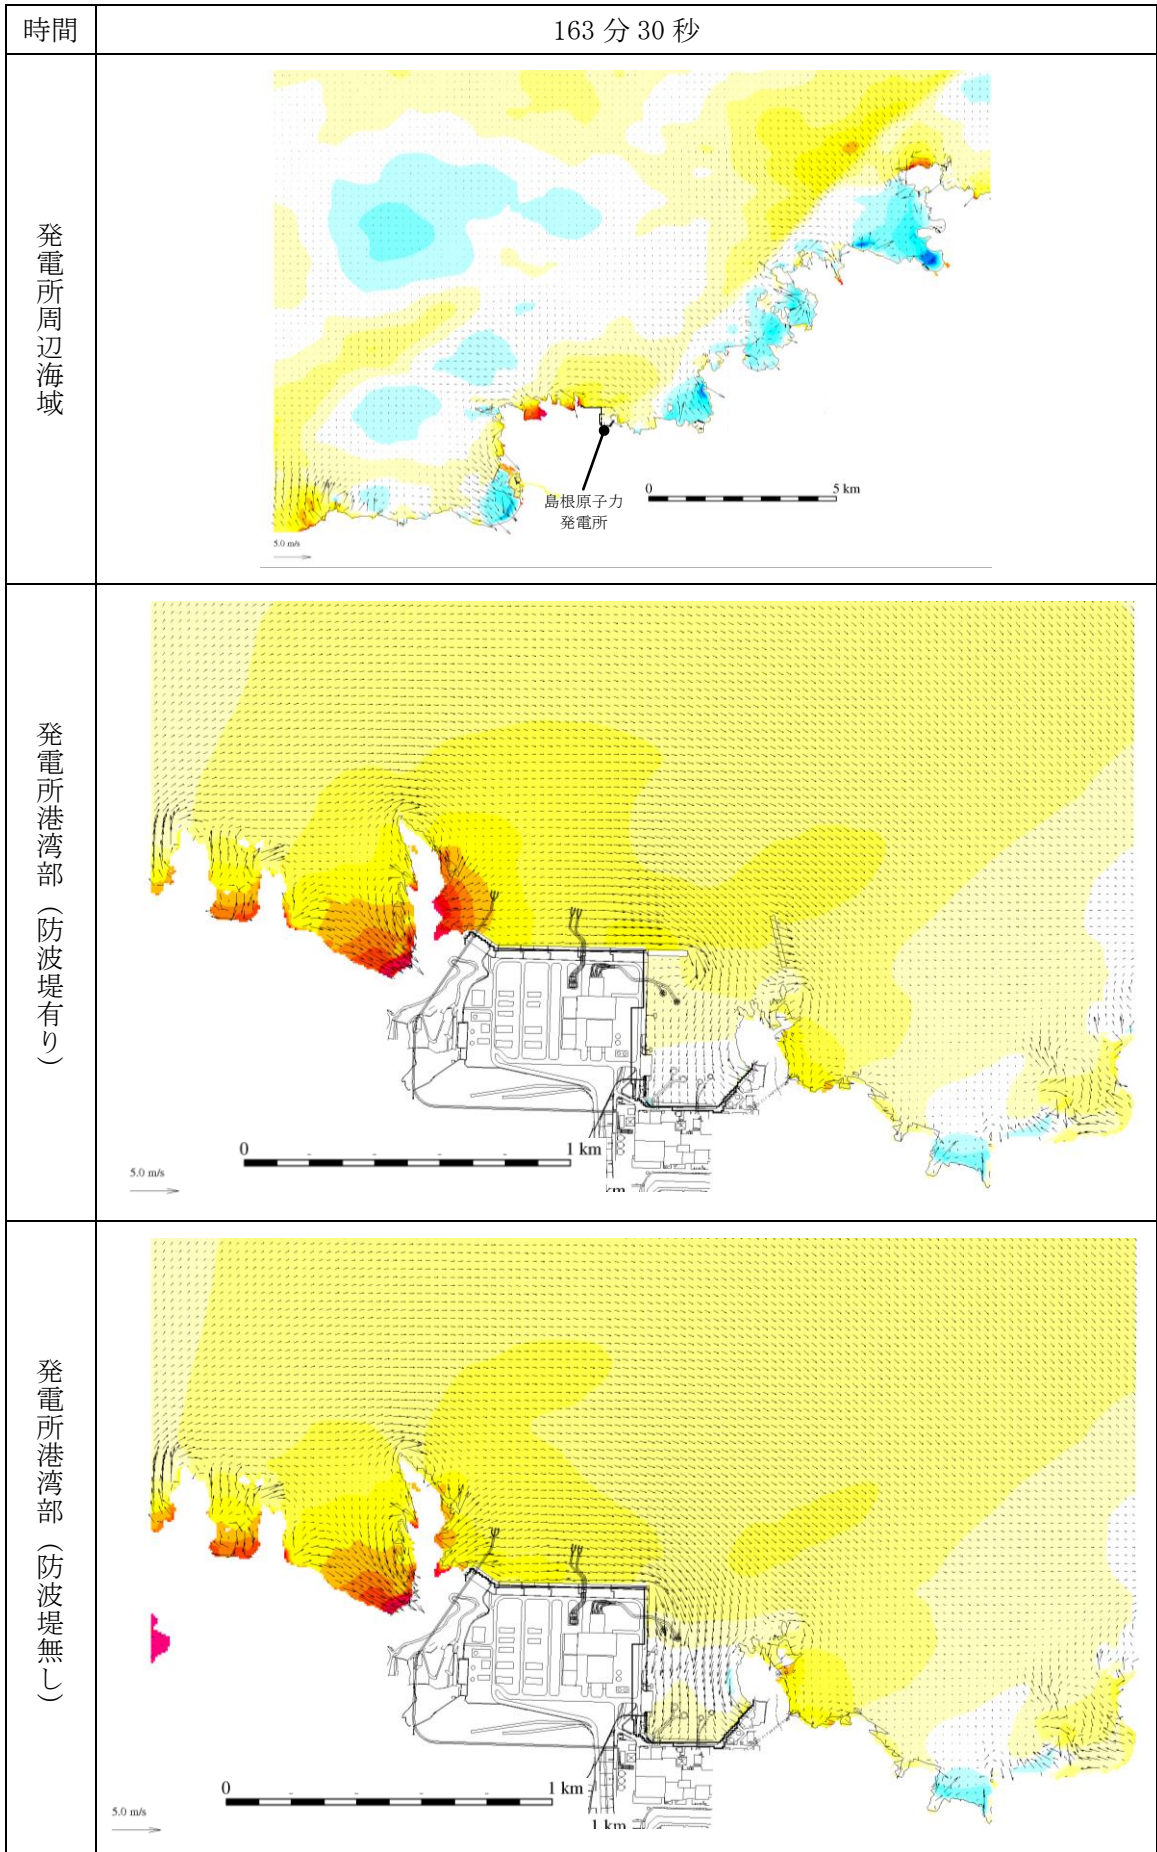 時間
163 分 30 秒
発電所周辺海域
島根原子力
発電所
0
5 km
5.0 m/s
発電所港湾部（防波堤有り）
0
1 km
5.0 m/s
km
発電所港湾部（防波堤無し）
0
1 km
5.0 m/s
1 km